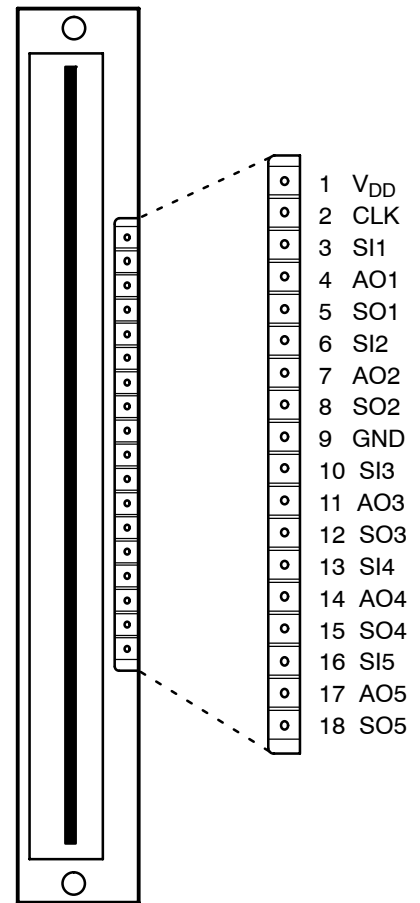 1 VDD
2 CLK
3 SI1
4 AO1
5 SO1
6 SI2
7 AO2
8 SO2
9 GND
10 SI3
11 AO3
12 SO3
13 SI4
14 AO4
15 SO4
16 SI5
17 AO5
18 SO5